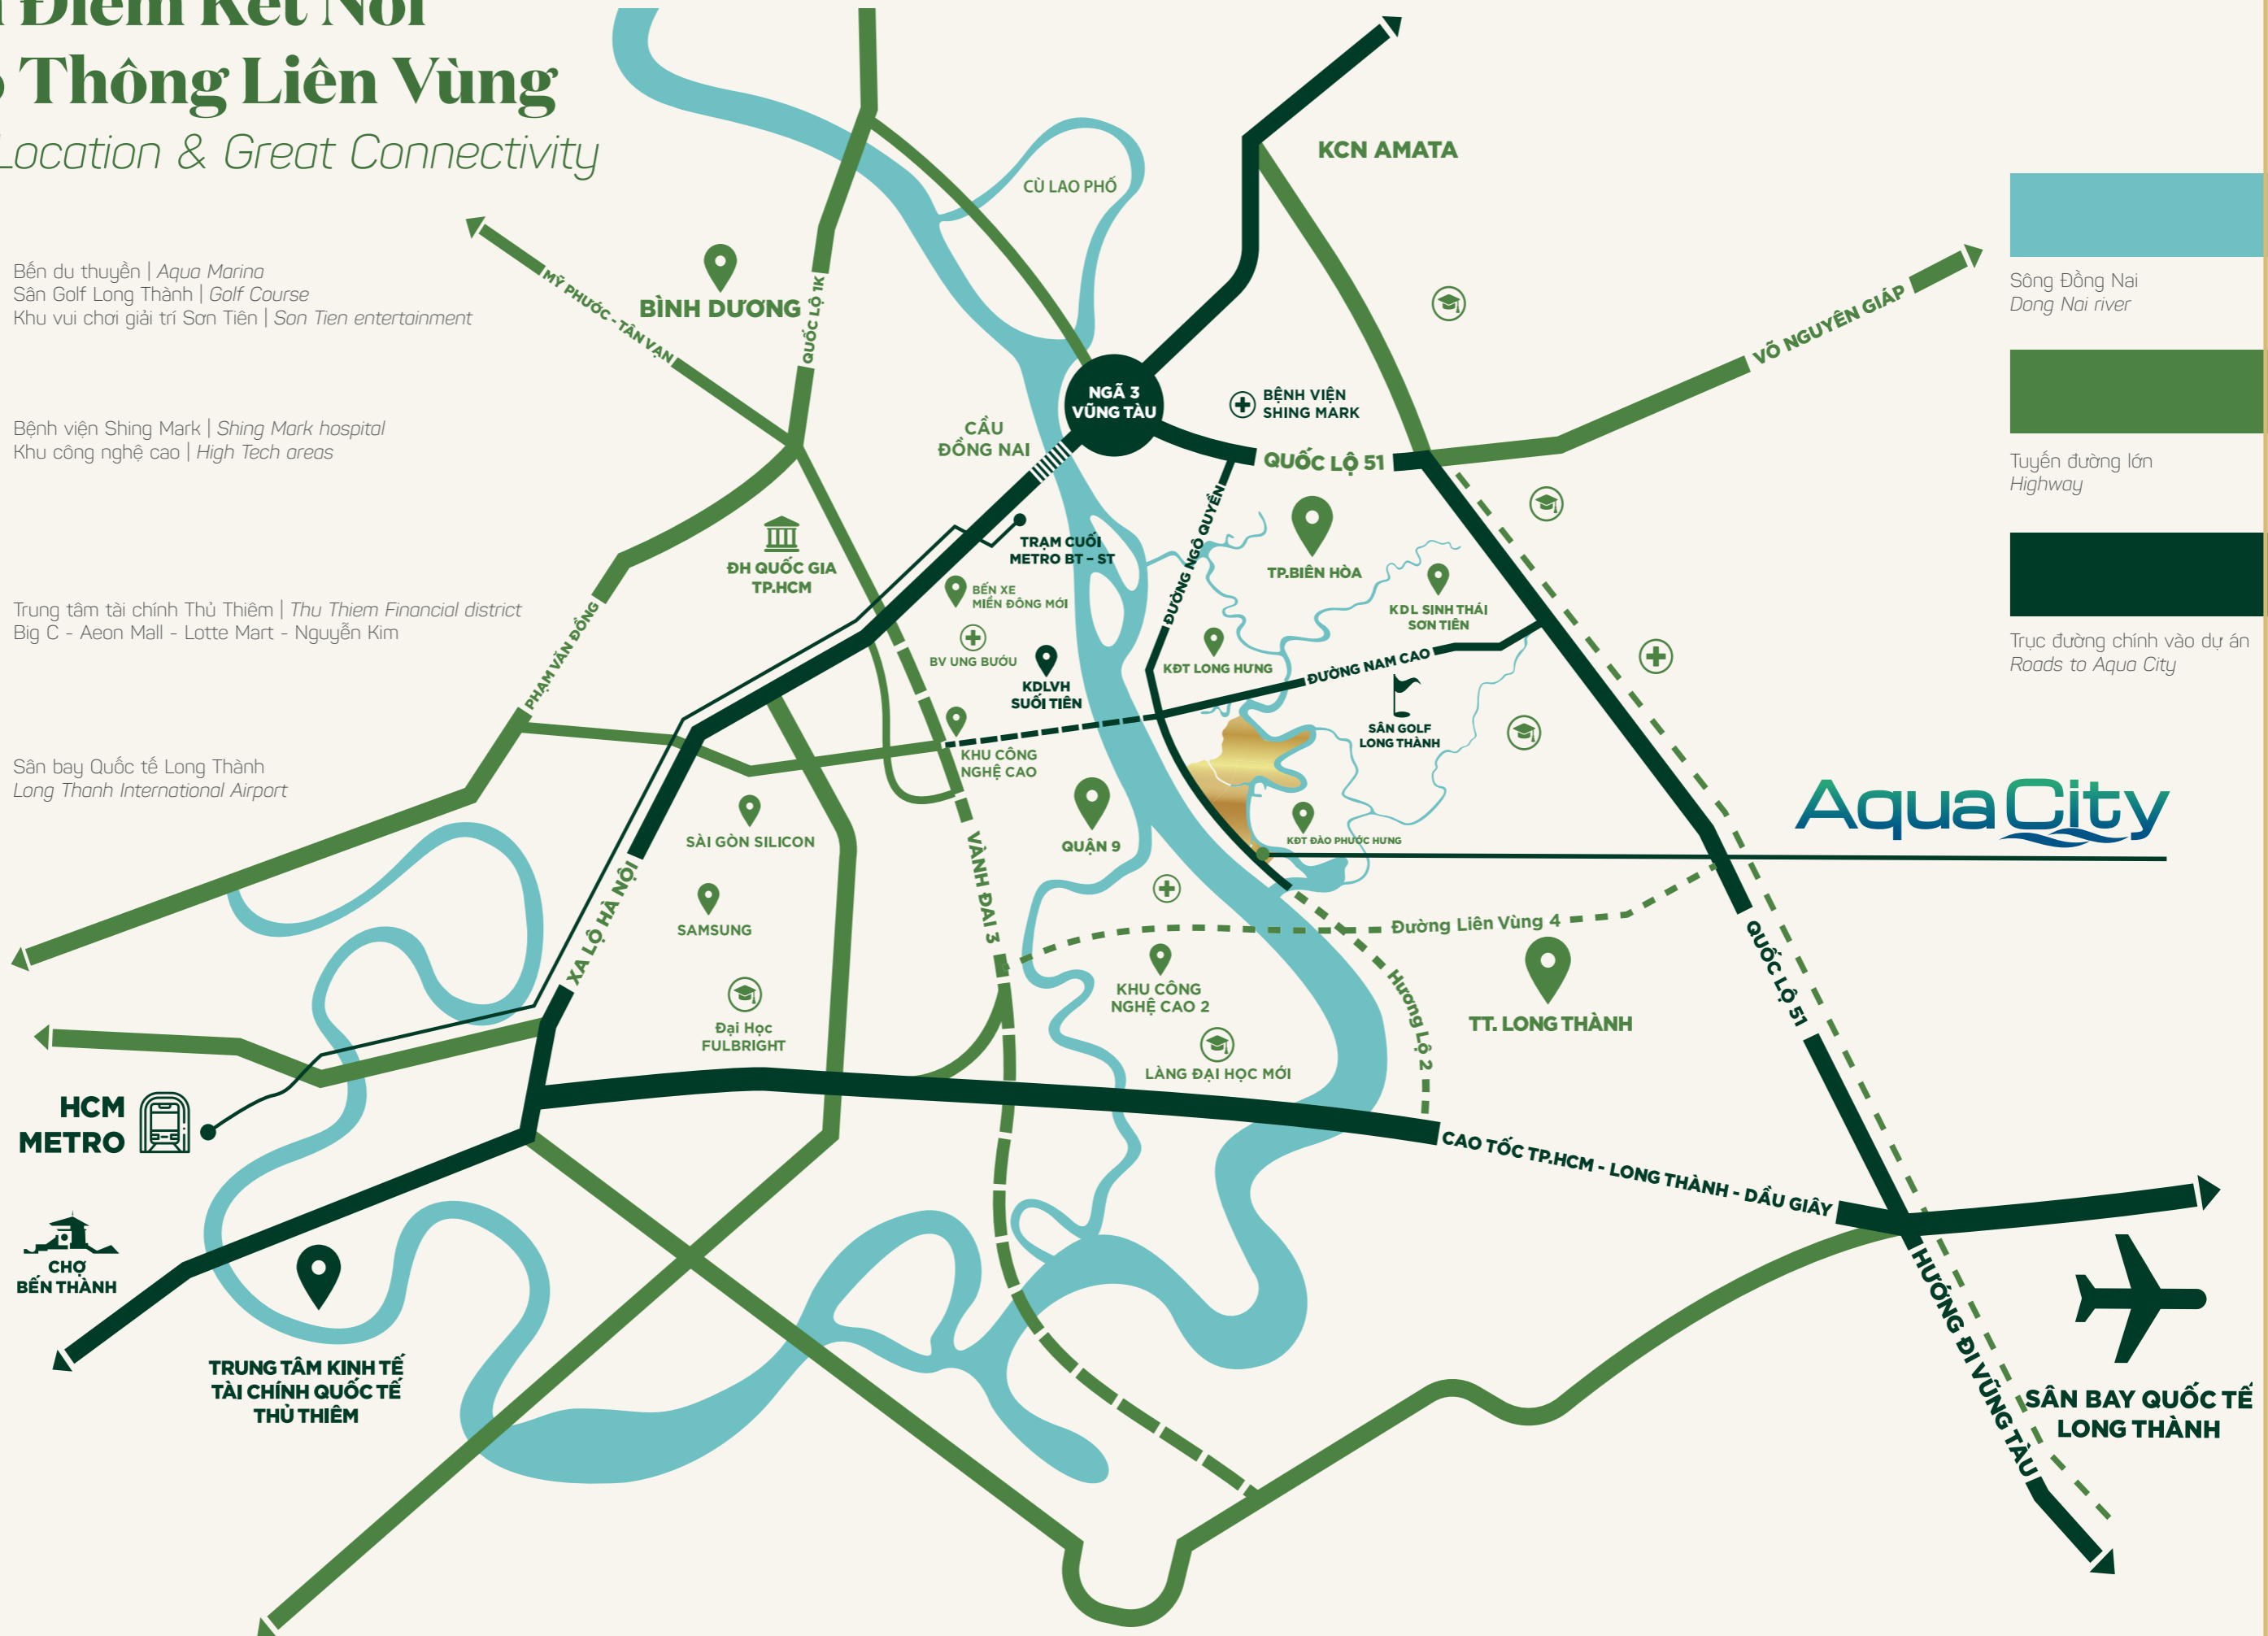 Điểm Kết Nối
Thông Liên Vùng
Location & Great Connectivity
Bến du thuyền | Aqua Marina
Sân Golf Long Thành | Golf Course
Khu vui chơi giải trí Sơn Tiên | Son Tien entertainment
Bệnh viện Shing Mark | Shing Mark hospital
Khu công nghệ cao | High Tech areas
Trung tâm tài chính Thủ Thiêm | Thu Thiem Financial district
Big C - Aeon Mall - Lotte Mart - Nguyễn Kim
Sân bay Quốc tế Long Thành
Long Thanh International Airport
Sông Đồng Nai
Dong Nai river
Tuyến đường lớn
Highway
Trục đường chính vào dự án
Roads to Aqua City
KCN AMATA
CÙ LAO PHỐ
BÌNH DƯƠNG
MỸ PHƯỚC - TÂN VẠN
QUỐC LỘ 1K
VÕ NGUYÊN GIÁP
NGÃ 3
VŨNG TÀU
BỆNH VIỆN
SHING MARK
CẦU
ĐỒNG NAI
QUỐC LỘ 51
ĐƯỜNG NGÔ QUYỀN
TRẠM CUỐI
METRO BT – ST
ĐH QUỐC GIA
TP.HCM
TP.BIÊN HÒA
BẾN XE
MIỀN ĐÔNG MỚI
KDL SINH THÁI
SƠN TIÊN
PHẠM VĂN ĐỒNG
BV UNG BƯỚU
KDLVH
SUỐI TIÊN
KĐT LONG HƯNG
ĐƯỜNG NAM CAO
SÂN GOLF
LONG THÀNH
KHU CÔNG
NGHỆ CAO
SÀI GÒN SILICON
QUẬN 9
KĐT ĐẢO PHƯỚC HƯNG
Aqua City
VÀNH ĐAI 3
XA LỘ HÀ NỘI
SAMSUNG
Đường Liên Vùng 4
QUỐC LỘ 51
Hương Lộ 2
KHU CÔNG
NGHỆ CAO 2
TT. LONG THÀNH
Đại Học
FULBRIGHT
LÀNG ĐẠI HỌC MỚI
HCM
METRO
CAO TỐC TP.HCM - LONG THÀNH - DẦU GIÂY
CHỢ
BẾN THÀNH
TRUNG TÂM KINH TẾ
TÀI CHÍNH QUỐC TẾ
THỦ THIÊM
HƯỚNG ĐI VŨNG TÀU
SÂN BAY QUỐC TẾ
LONG THÀNH